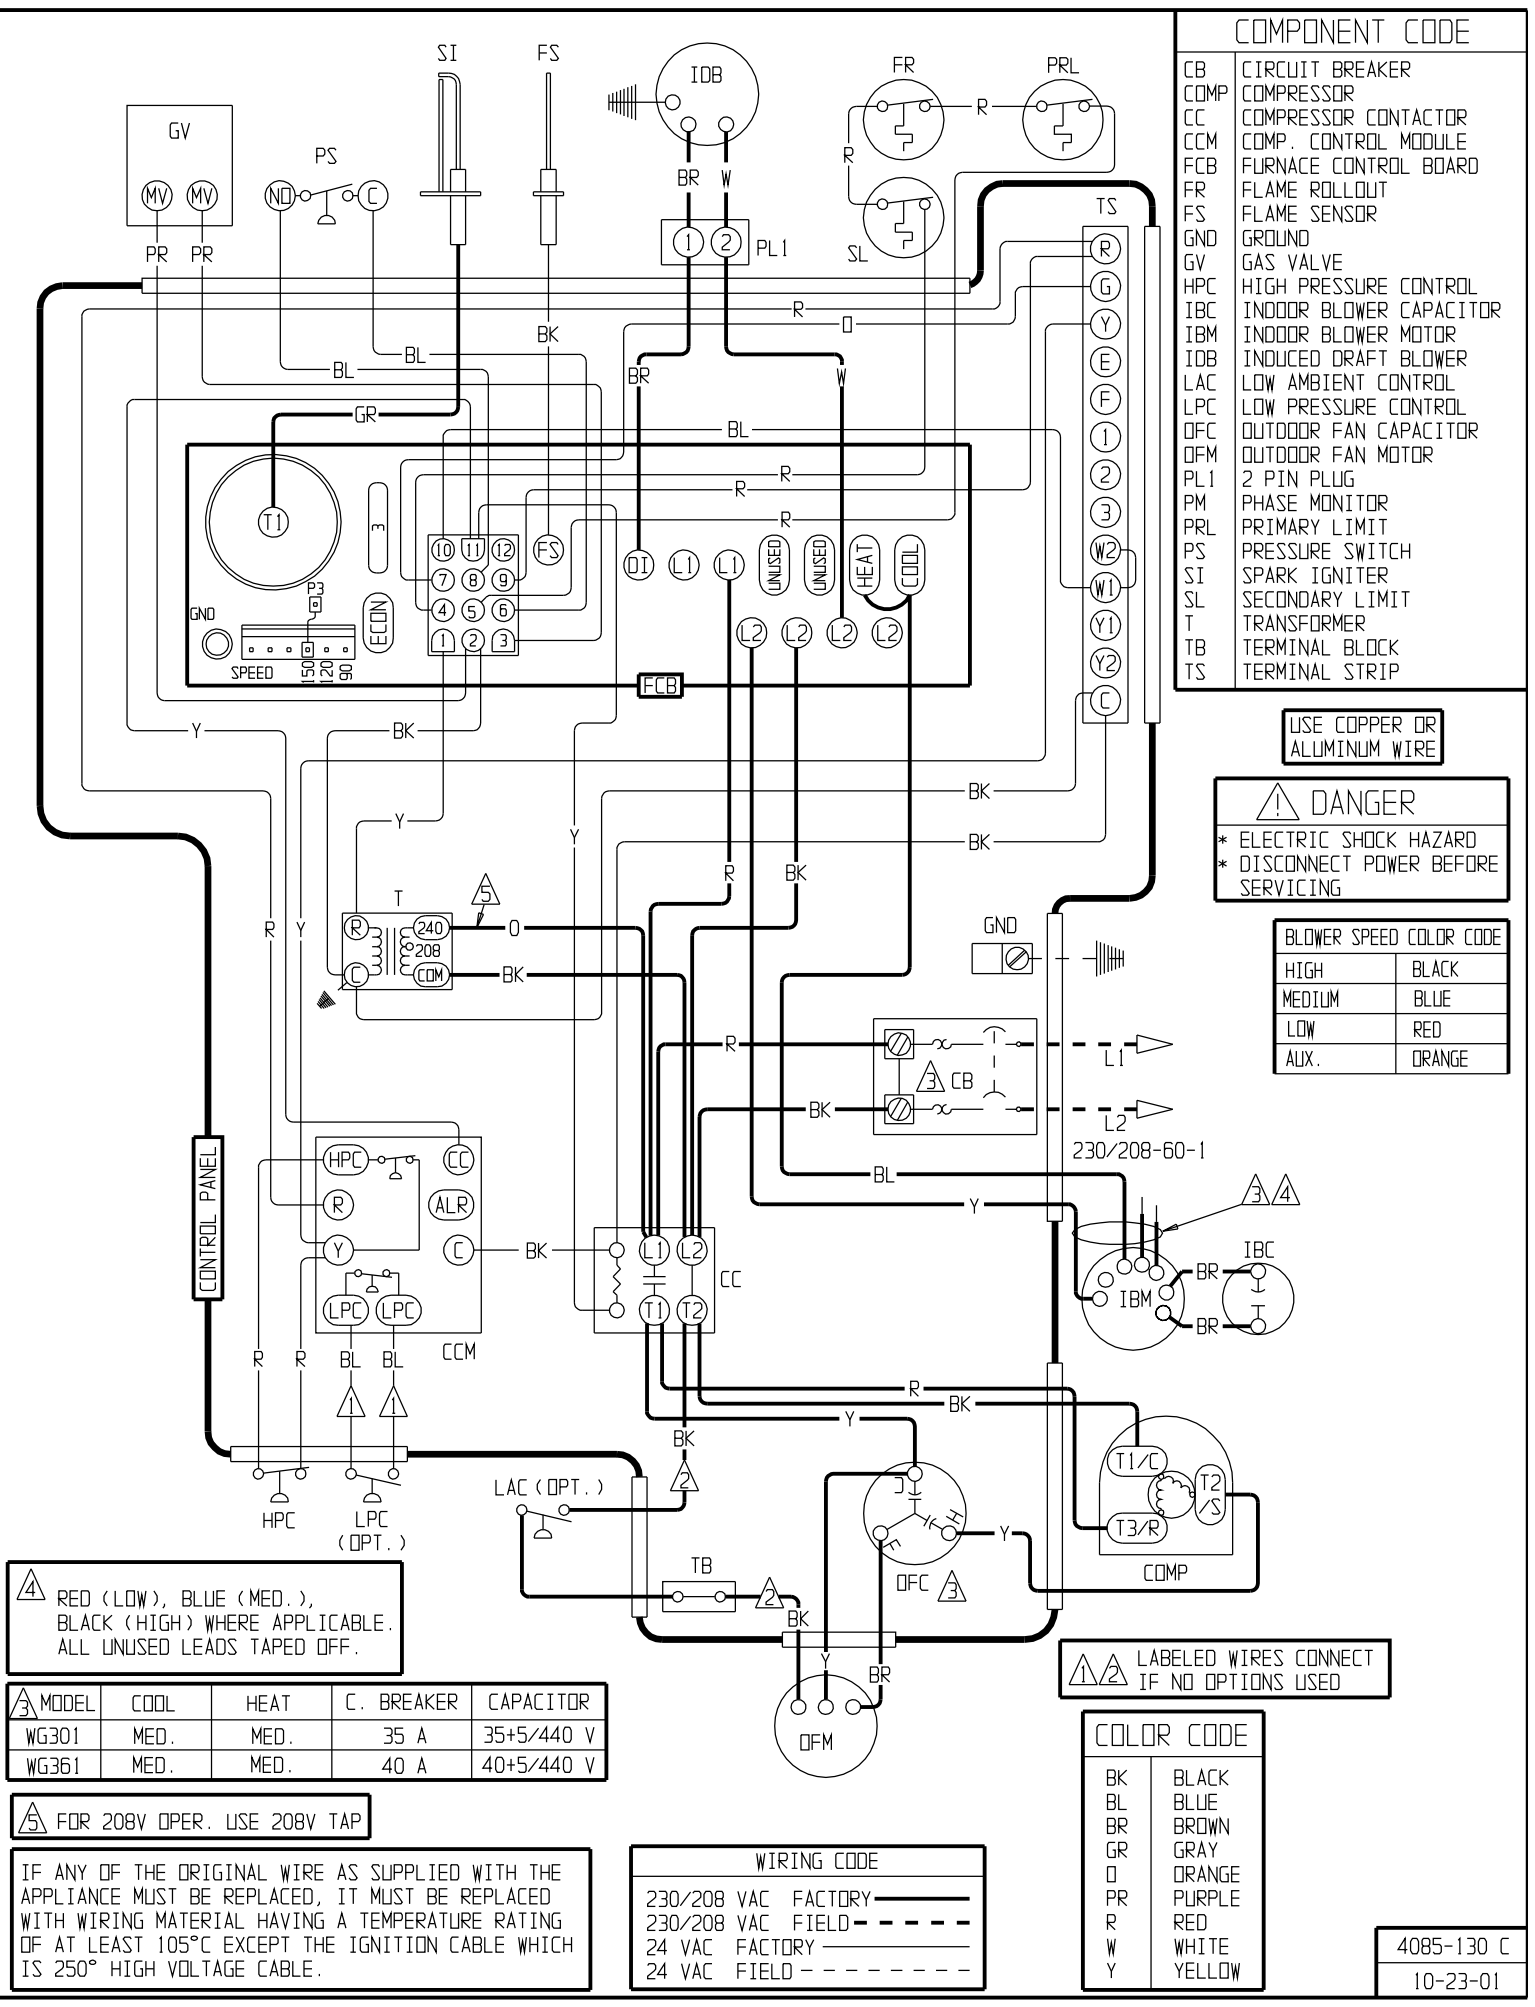 COMPONENT CODE
CB CIRCUIT BREAKER
COMP COMPRESSOR
CC COMPRESSOR CONTACTOR
CCM COMP. CONTROL MODULE
FCB FURNACE CONTROL BOARD
FR FLAME ROLLOUT
FS FLAME SENSOR
GND GROUND
GV GAS VALVE
HPC HIGH PRESSURE CONTROL
IBC INDOOR BLOWER CAPACITOR
IBM INDOOR BLOWER MOTOR
IDB INDUCED DRAFT BLOWER
LAC LOW AMBIENT CONTROL
LPC LOW PRESSURE CONTROL
OFC OUTDOOR FAN CAPACITOR
OFM OUTDOOR FAN MOTOR
PL1 2 PIN PLUG
PM PHASE MONITOR
PRL PRIMARY LIMIT
PS PRESSURE SWITCH
SI SPARK IGNITER
SL SECONDARY LIMIT
T TRANSFORMER
TB TERMINAL BLOCK
TS TERMINAL STRIP
SI
FS
IDB
FR
PRL
R
GV
PS
R
BR
W
MV
MV
NO
C
TS
PR
PR
1
2
PL1
SL
R
G
Y
E
F
1
2
3
W2
W1
Y1
Y2
C
R
O
BK
BL
BL
BR
W
GR
BL
R
R
R
T1
3
10
11
12
7
8
9
4
5
6
1
2
3
FS
DI
L1
L1
UNUSED
UNUSED
HEAT
COOL
L2
L2
L2
L2
P3
GND
ECON
SPEED
150
120
90
FCB
Y
BK
BK
Y
Y
BK
R
BK
USE COPPER OR
ALUMINUM WIRE
! DANGER
* ELECTRIC SHOCK HAZARD
* DISCONNECT POWER BEFORE
SERVICING
BLOWER SPEED COLOR CODE
HIGH BLACK
MEDIUM BLUE
LOW RED
AUX. ORANGE
T
5
R
240
208
C
COM
O
BK
R
Y
GND
R
3 CB
L1
BK
L2
230/208-60-1
CONTROL PANEL
HPC
CC
R
ALR
Y
C
LPC
LPC
CCM
BK
L1
L2
T1
T2
CC
BL
Y
3
4
IBC
IBM
BR
BR
R
R
BL
BL
1
1
R
BK
Y
BK
2
HPC
LPC
(OPT.)
LAC (OPT.)
C
H
F
OFC 3
Y
T1/C
T2
/S
T3/R
COMP
TB
2
BK
Y
BR
OFM
4 RED (LOW), BLUE (MED.),
BLACK (HIGH) WHERE APPLICABLE.
ALL UNUSED LEADS TAPED OFF.
1 2 LABELED WIRES CONNECT
IF NO OPTIONS USED
3 MODEL COOL HEAT C. BREAKER CAPACITOR
WG301 MED. MED. 35 A 35+5/440 V
WG361 MED. MED. 40 A 40+5/440 V
5 FOR 208V OPER. USE 208V TAP
IF ANY OF THE ORIGINAL WIRE AS SUPPLIED WITH THE
APPLIANCE MUST BE REPLACED, IT MUST BE REPLACED
WITH WIRING MATERIAL HAVING A TEMPERATURE RATING
OF AT LEAST 105°C EXCEPT THE IGNITION CABLE WHICH
IS 250° HIGH VOLTAGE CABLE.
WIRING CODE
230/208 VAC FACTORY
230/208 VAC FIELD
24 VAC FACTORY
24 VAC FIELD
COLOR CODE
BK BLACK
BL BLUE
BR BROWN
GR GRAY
O ORANGE
PR PURPLE
R RED
W WHITE
Y YELLOW
4085-130 C
10-23-01